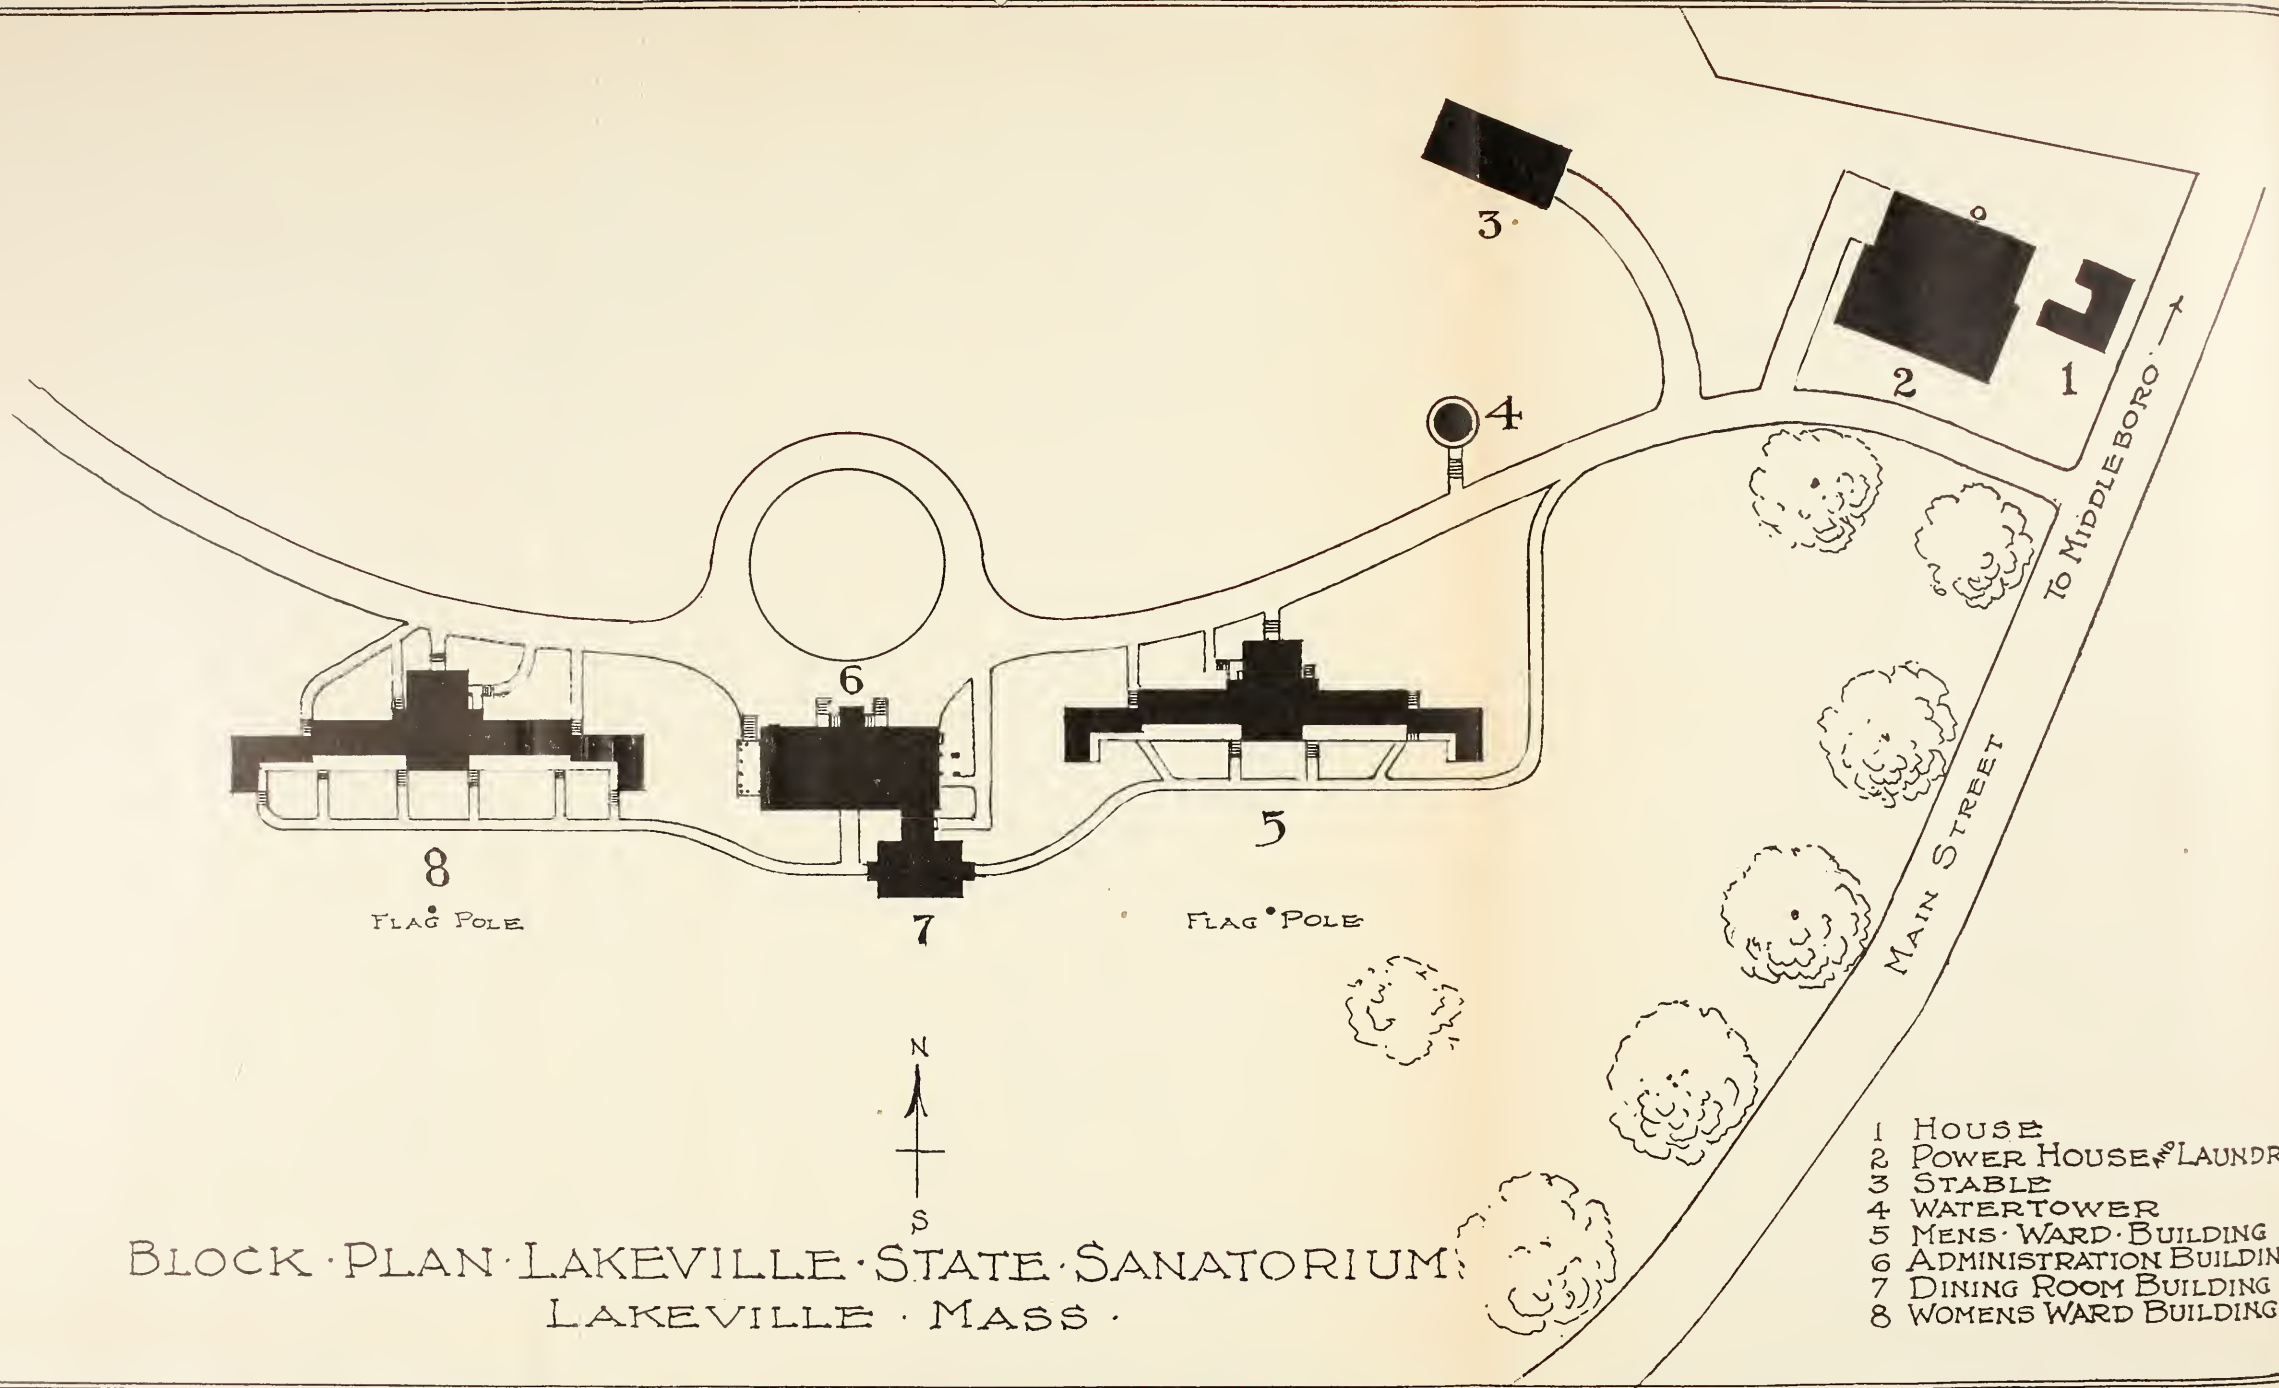 3
1
2
4
TO MIDDLEBORO
6
5
8
7
FLAG POLE
FLAG POLE
MAIN STREET
N
S
BLOCK · PLAN · LAKEVILLE · STATE · SANATORIUM
LAKEVILLE · MASS ·
1 HOUSE
2 POWER HOUSE AND LAUNDR
3 STABLE
4 WATERTOWER
5 MENS · WARD · BUILDING
6 ADMINISTRATION BUILDIN
7 DINING ROOM BUILDING
8 WOMENS WARD BUILDING